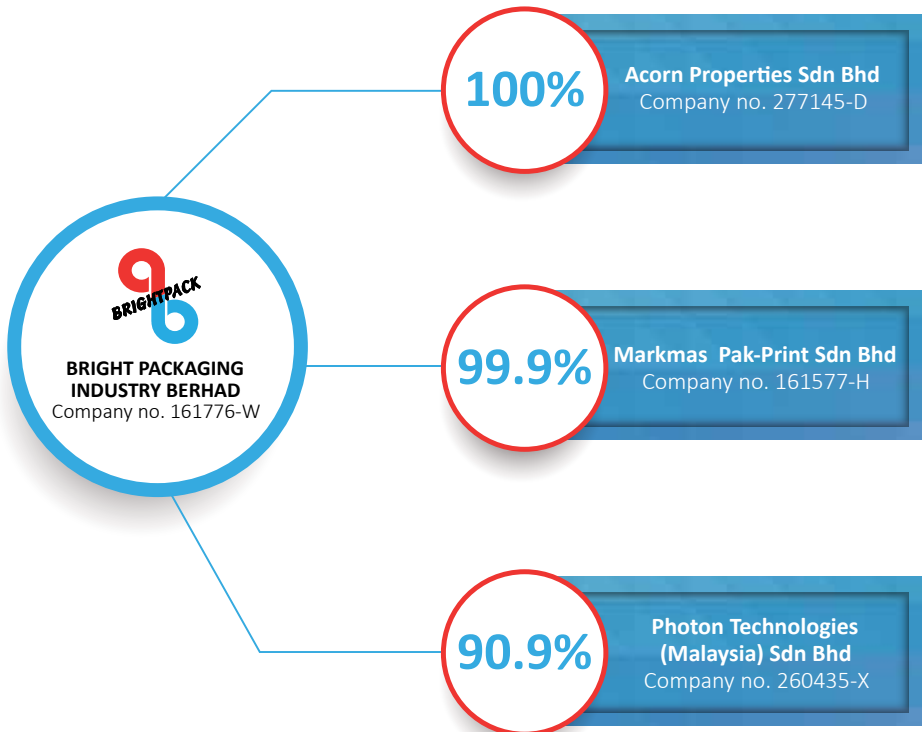 BRIGHTPACK
BRIGHT PACKAGING
INDUSTRY BERHAD
Company no. 161776-W
100%
Acorn Properties Sdn Bhd
Company no. 277145-D
99.9%
Markmas Pak-Print Sdn Bhd
Company no. 161577-H
90.9%
Photon Technologies
(Malaysia) Sdn Bhd
Company no. 260435-X